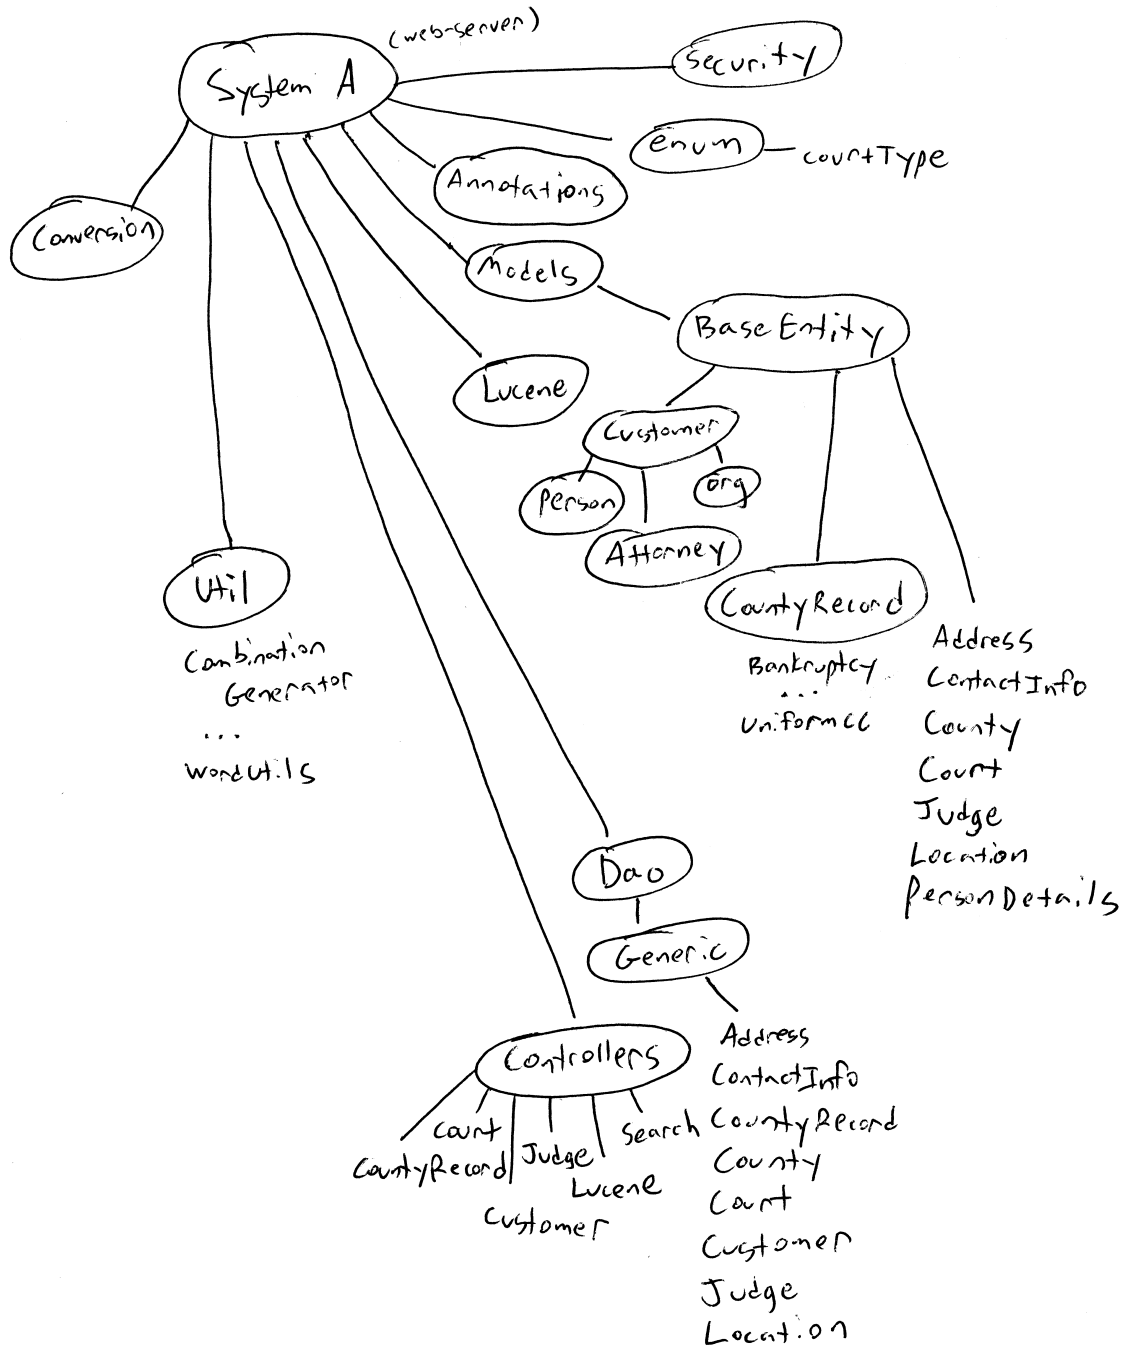 (web-server)
System A
Security
enum
courtType
Annotations
Conversion
Models
BaseEntity
Lucene
Customer
Person
org
Attorney
Util
Combination
Generator
...
WordUtils
CountyRecord
Bankruptcy
...
UniformCC
Address
ContactInfo
County
Court
Judge
Location
PersonDetails
Dao
Generic
Address
ContactInfo
CountyRecord
County
Court
Customer
Judge
Location
Controllers
Court
CountyRecord
Customer
Judge
Lucene
Search